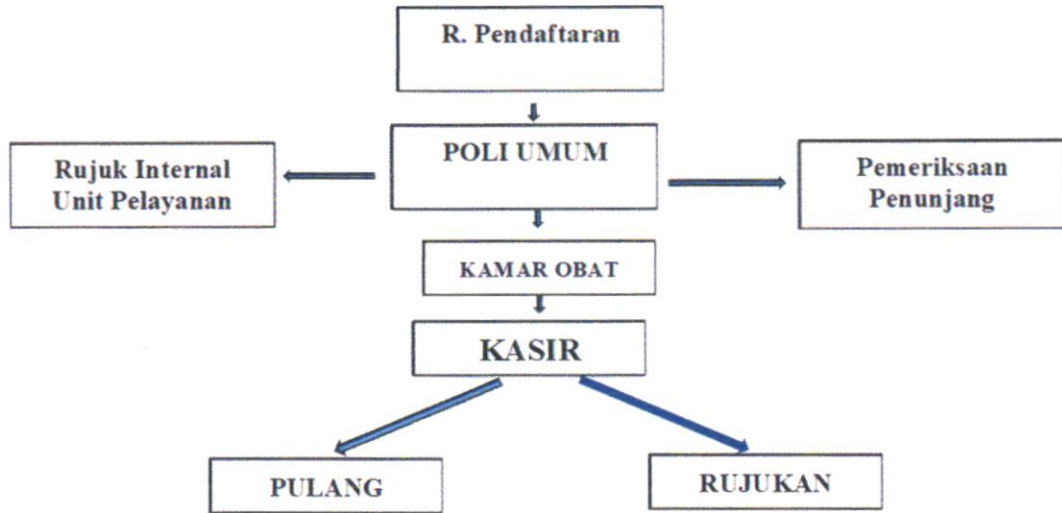 R. Pendaftaran
POLI UMUM
Rujuk Internal
Unit Pelayanan
Pemeriksaan
Penunjang
KAMAR OBAT
KASIR
PULANG
RUJUKAN